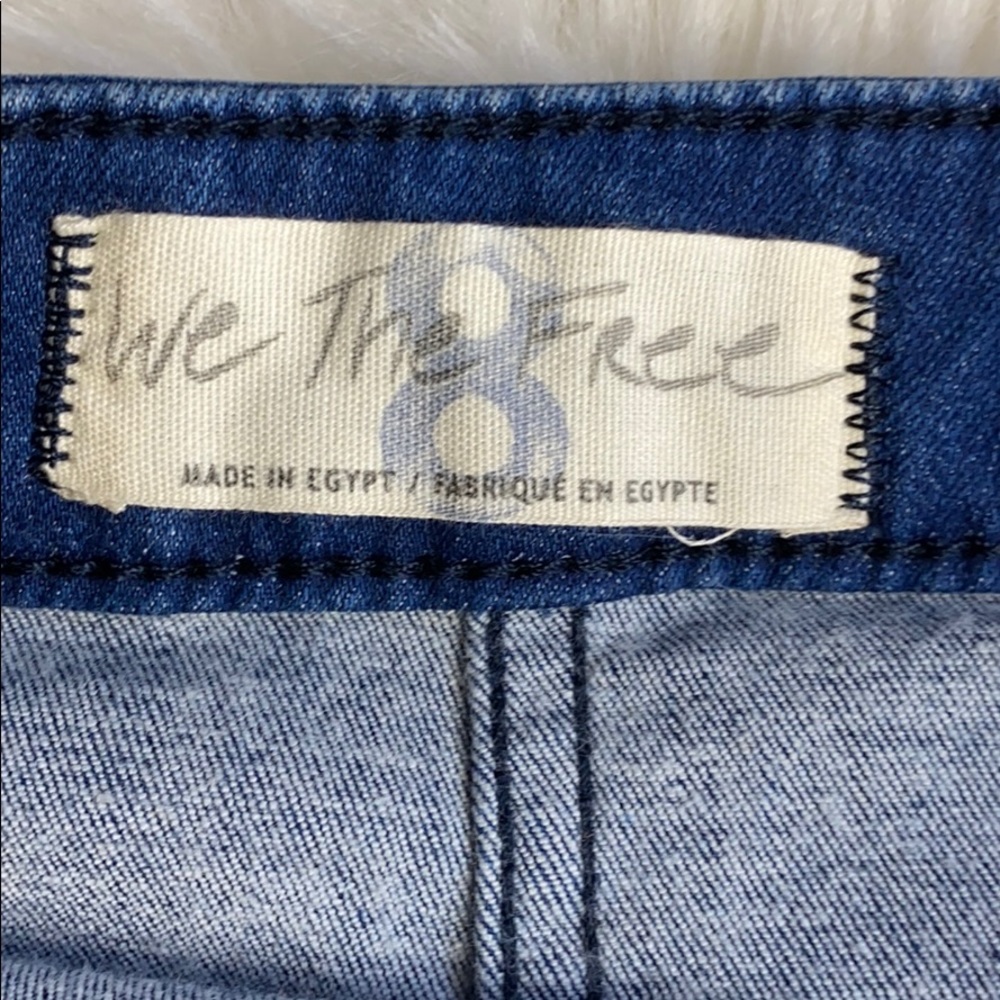 8
We The Free
MADE IN EGYPT / FABRIQUÉ EN EGYPTE